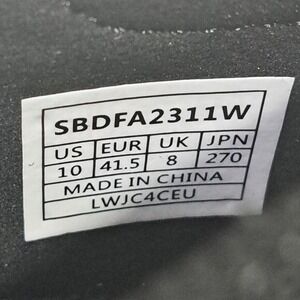 SBDFA2311W
US EUR UK JPN
10 41.5 8 270
MADE IN CHINA
LWJC4CEU